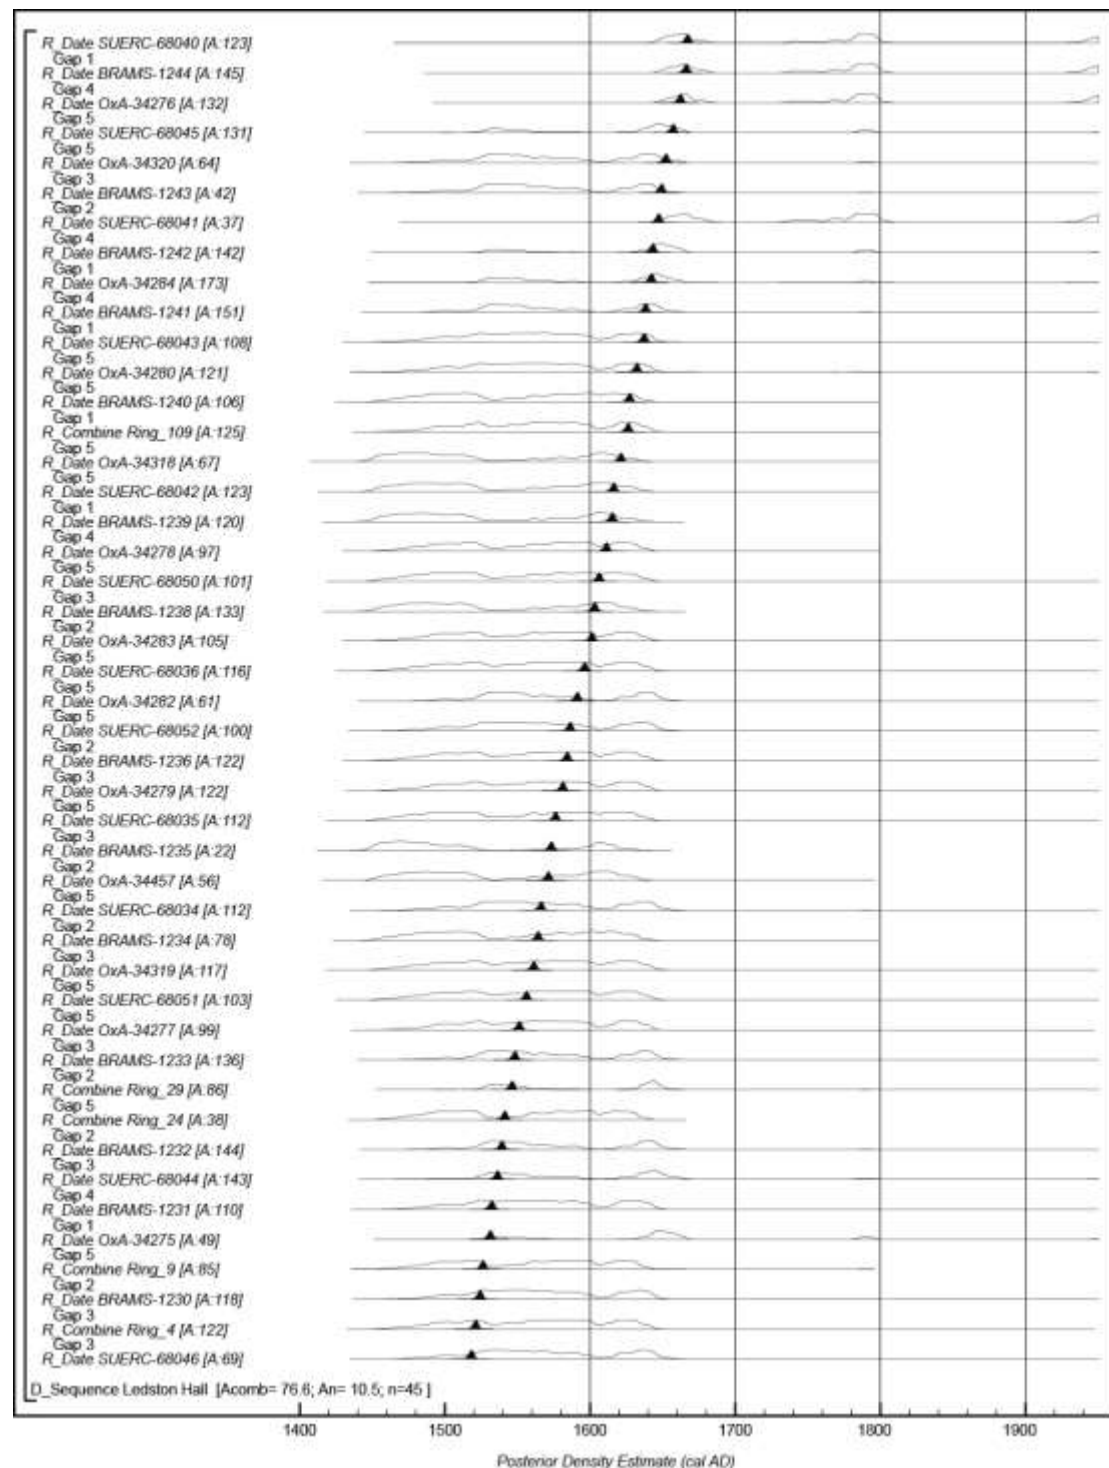 R_Date SUERC-68040 [A:123]
Gap 1
R_Date BRAMS-1244 [A:145]
Gap 4
R_Date OxA-34276 [A:132]
Gap 5
R_Date SUERC-68045 [A:131]
Gap 5
R_Date OxA-34320 [A:64]
Gap 3
R_Date BRAMS-1243 [A:42]
Gap 2
R_Date SUERC-68041 [A:37]
Gap 4
R_Date BRAMS-1242 [A:142]
Gap 1
R_Date OxA-34284 [A:173]
Gap 4
R_Date BRAMS-1241 [A:151]
Gap 1
R_Date SUERC-68043 [A:108]
Gap 5
R_Date OxA-34280 [A:121]
Gap 5
R_Date BRAMS-1240 [A:106]
Gap 1
R_Combine Ring_109 [A:125]
Gap 5
R_Date OxA-34318 [A:67]
Gap 5
R_Date SUERC-68042 [A:123]
Gap 1
R_Date BRAMS-1239 [A:120]
Gap 4
R_Date OxA-34278 [A:97]
Gap 5
R_Date SUERC-68050 [A:101]
Gap 3
R_Date BRAMS-1238 [A:133]
Gap 2
R_Date OxA-34283 [A:105]
Gap 5
R_Date SUERC-68036 [A:116]
Gap 5
R_Date OxA-34282 [A:61]
Gap 5
R_Date SUERC-68052 [A:100]
Gap 2
R_Date BRAMS-1236 [A:122]
Gap 3
R_Date OxA-34279 [A:122]
Gap 5
R_Date SUERC-68035 [A:112]
Gap 3
R_Date BRAMS-1235 [A:22]
Gap 2
R_Date OxA-34457 [A:56]
Gap 5
R_Date SUERC-68034 [A:112]
Gap 2
R_Date BRAMS-1234 [A:78]
Gap 3
R_Date OxA-34319 [A:117]
Gap 5
R_Date SUERC-68051 [A:103]
Gap 5
R_Date OxA-34277 [A:99]
Gap 3
R_Date BRAMS-1233 [A:136]
Gap 2
R_Combine Ring_29 [A:86]
Gap 5
R_Combine Ring_24 [A:38]
Gap 2
R_Date BRAMS-1232 [A:144]
Gap 3
R_Date SUERC-68044 [A:143]
Gap 4
R_Date BRAMS-1231 [A:110]
Gap 1
R_Date OxA-34275 [A:49]
Gap 5
R_Combine Ring_9 [A:85]
Gap 2
R_Date BRAMS-1230 [A:118]
Gap 3
R_Combine Ring_4 [A:122]
Gap 3
R_Date SUERC-68046 [A:69]
D_Sequence Ledston Hall [Acomb= 76.6; An= 10.5; n=45 ]
1400 1500 1600 1700 1800 1900
Posterior Density Estimate (cal AD)